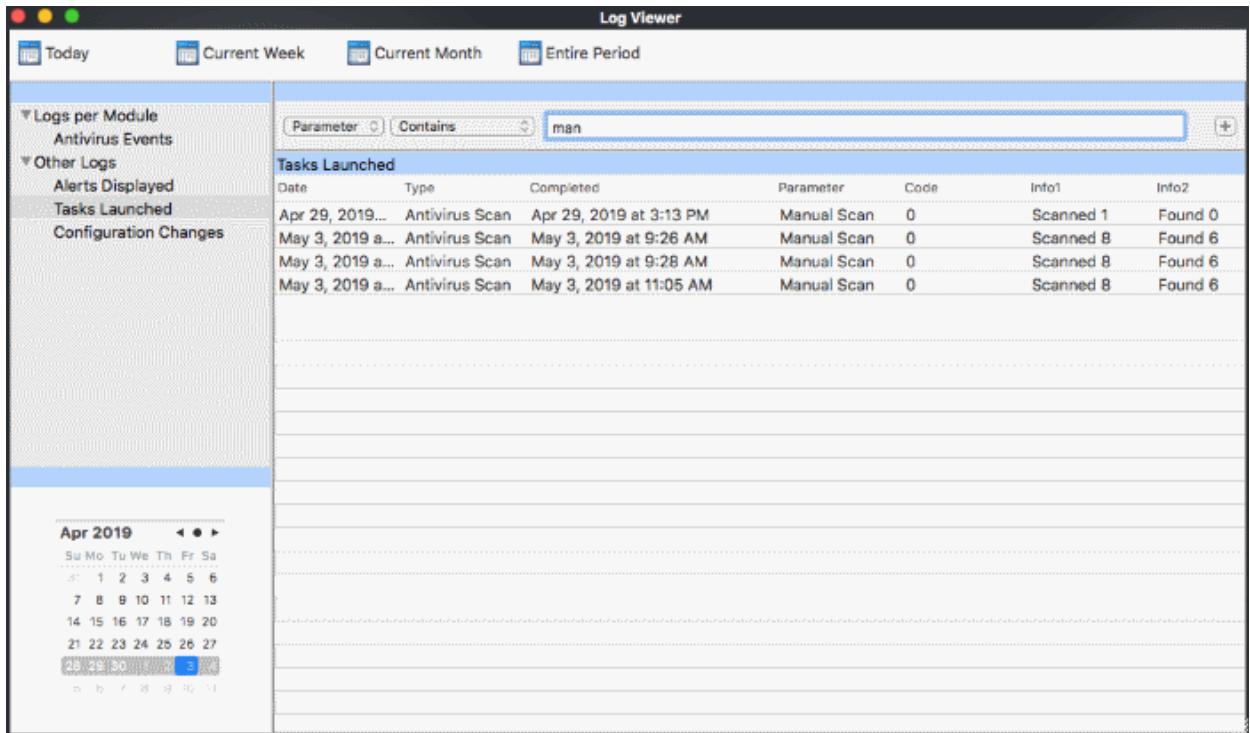 Log Viewer
Today Current Week Current Month Entire Period
Logs per Module
Antivirus Events
Other Logs
Alerts Displayed
Tasks Launched
Configuration Changes
Parameter Contains man
Tasks Launched
Date Type Completed Parameter Code Info1 Info2
Apr 29, 2019... Antivirus Scan Apr 29, 2019 at 3:13 PM Manual Scan 0 Scanned 1 Found 0
May 3, 2019 a... Antivirus Scan May 3, 2019 at 9:26 AM Manual Scan 0 Scanned 8 Found 6
May 3, 2019 a... Antivirus Scan May 3, 2019 at 9:28 AM Manual Scan 0 Scanned 8 Found 6
May 3, 2019 a... Antivirus Scan May 3, 2019 at 11:05 AM Manual Scan 0 Scanned 8 Found 6
Apr 2019
Su Mo Tu We Th Fr Sa
1 2 3 4 5 6
7 8 9 10 11 12 13
14 15 16 17 18 19 20
21 22 23 24 25 26 27
28 29 30 1 2 3 4